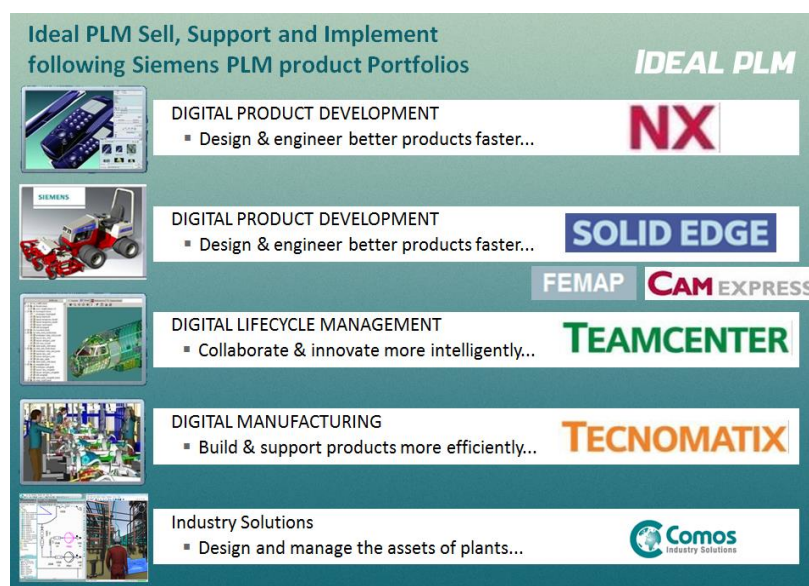 Ideal PLM Sell, Support and Implement
following Siemens PLM product Portfolios
IDEAL PLM
DIGITAL PRODUCT DEVELOPMENT
▪ Design & engineer better products faster...
NX
SIEMENS
DIGITAL PRODUCT DEVELOPMENT
▪ Design & engineer better products faster...
SOLID EDGE
FEMAP
CAM EXPRESS
DIGITAL LIFECYCLE MANAGEMENT
▪ Collaborate & innovate more intelligently...
TEAMCENTER
DIGITAL MANUFACTURING
▪ Build & support products more efficiently...
TECNOMATIX
Industry Solutions
▪ Design and manage the assets of plants...
Comos
Industry Solutions